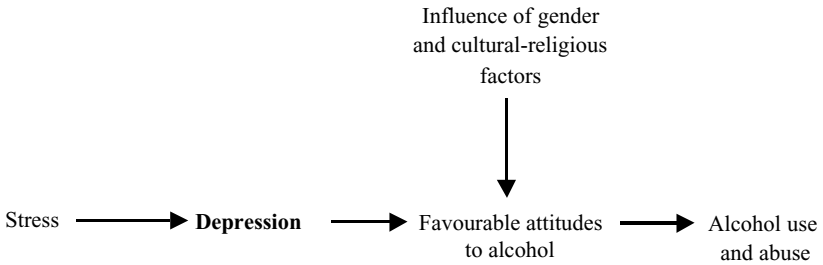 Influence of gender
and cultural-religious
factors
Stress
Depression
Favourable attitudes
to alcohol
Alcohol use
and abuse